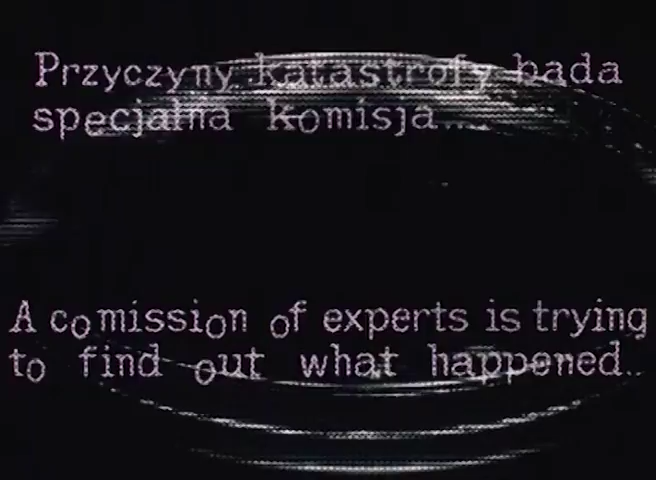 Przyczyny katastrofy bada
specjalna komisja...
A comission of experts is trying
to find out what happened..